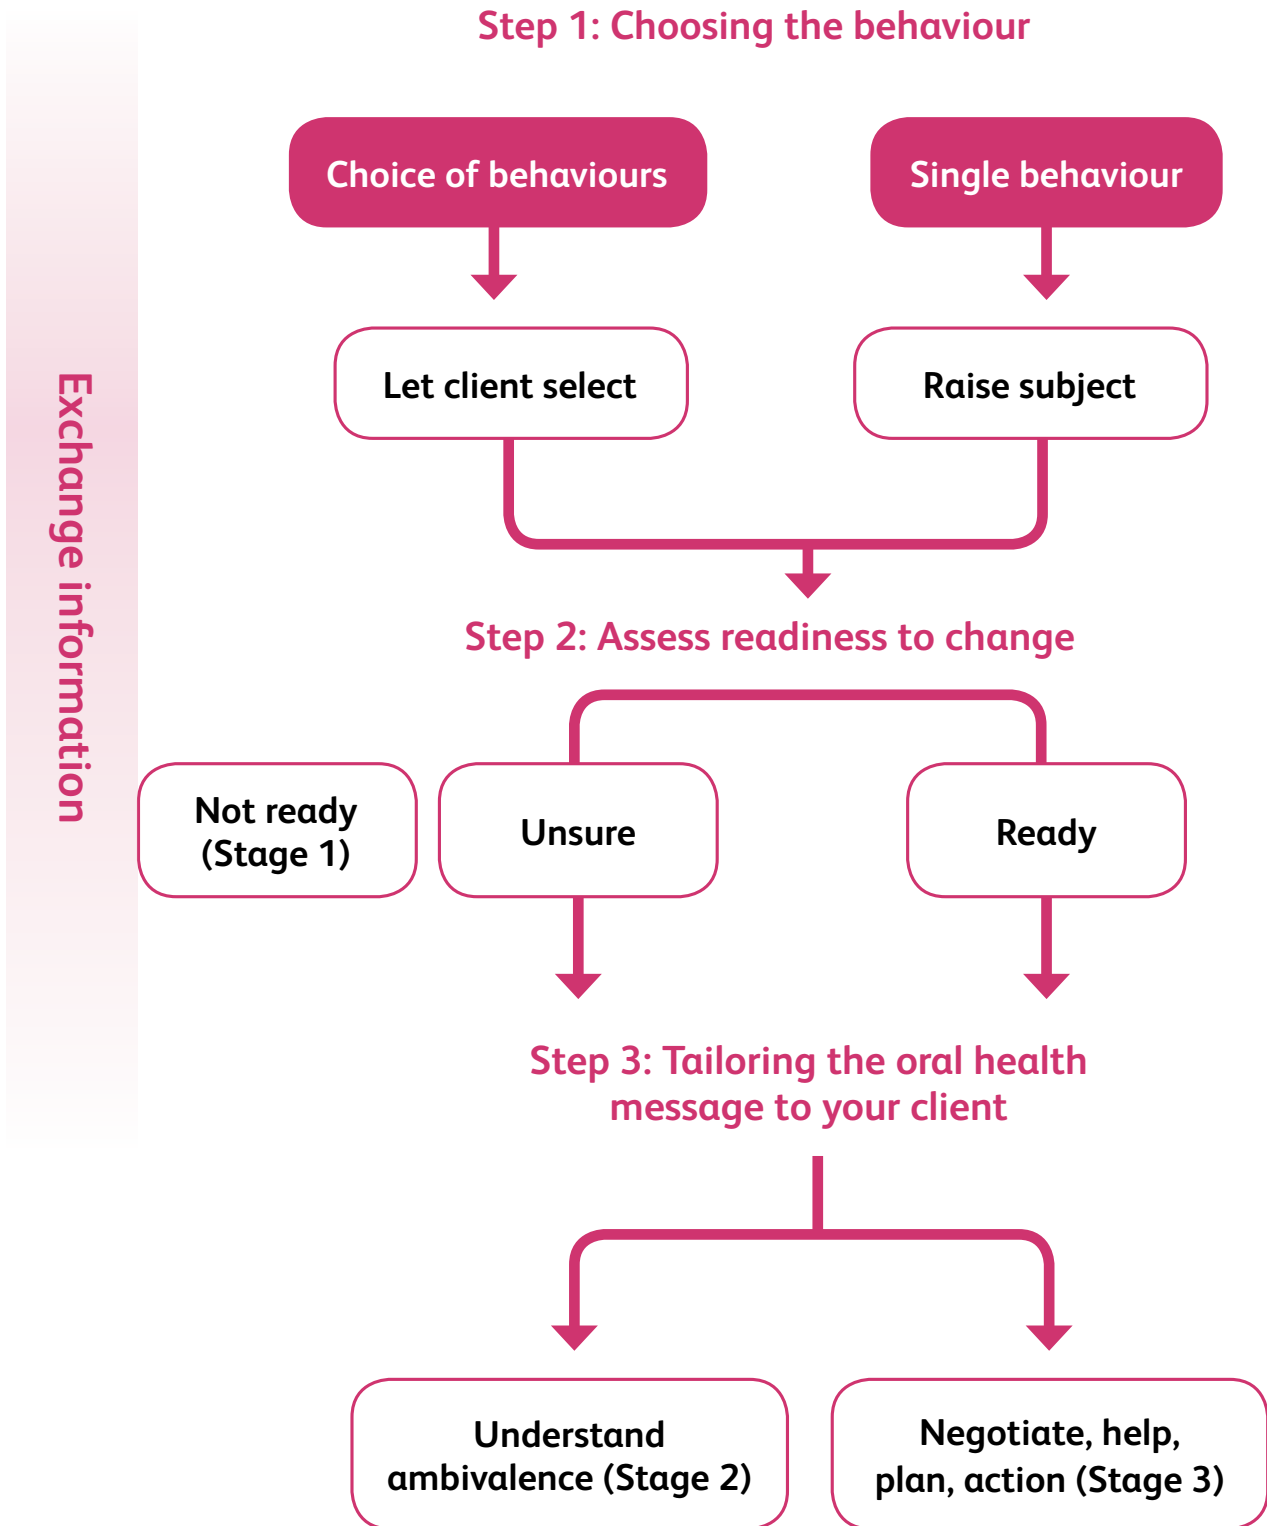 Step 1: Choosing the behaviour
Choice of behaviours
Single behaviour
Let client select
Raise subject
Exchange information
Step 2: Assess readiness to change
Not ready
(Stage 1)
Unsure
Ready
Step 3: Tailoring the oral health
message to your client
Understand
ambivalence (Stage 2)
Negotiate, help,
plan, action (Stage 3)